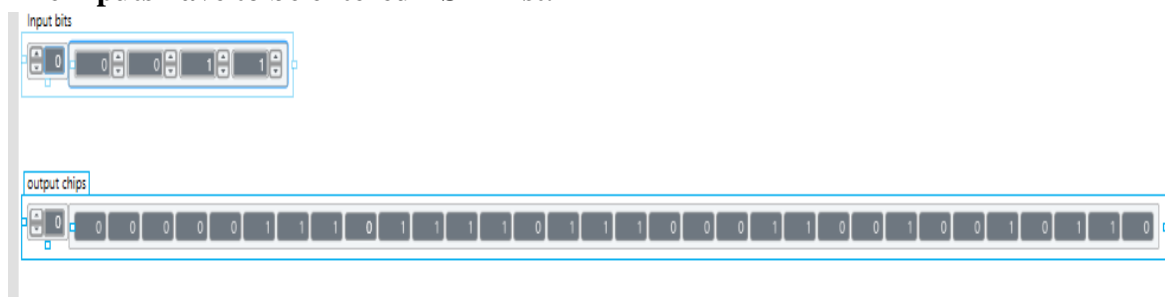 Input bits
0 0 0 1 1
output chips
0 0 0 0 0 0 1 1 1 0 1 1 1 1 0 1 1 1 0 0 0 1 1 0 0 1 0 0 1 0 1 1 0